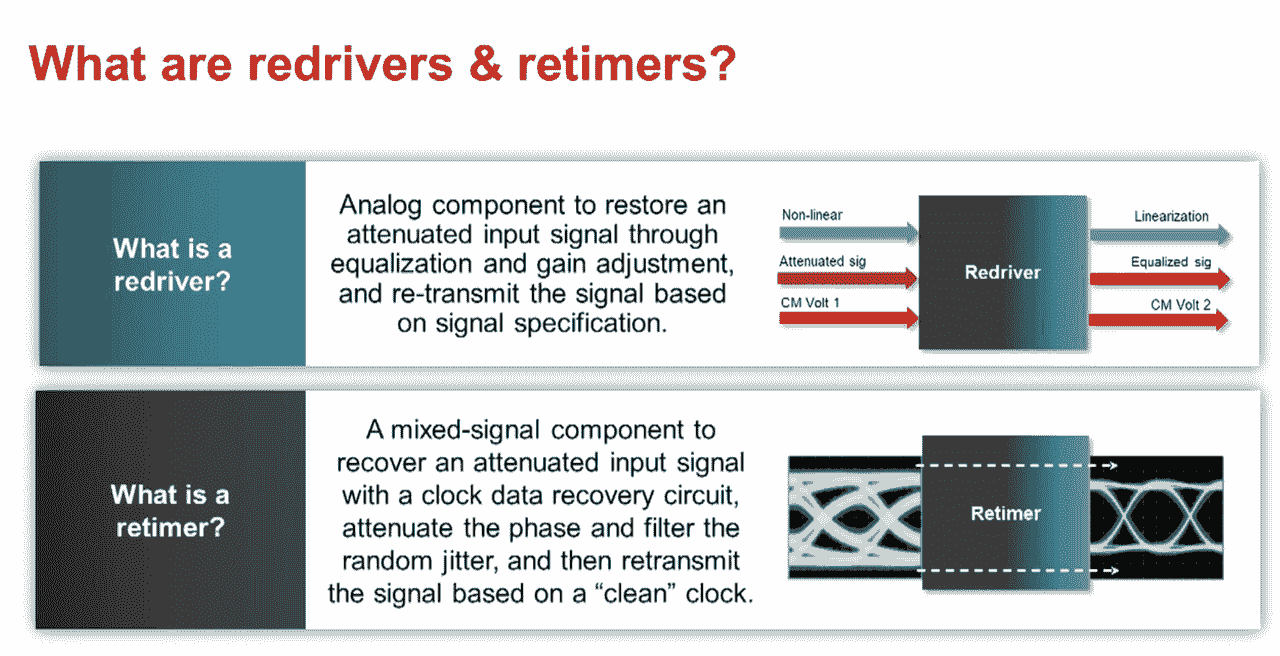 What are redrivers & retimers?
What is a
redriver?
Analog component to restore an
attenuated input signal through
equalization and gain adjustment,
and re-transmit the signal based
on signal specification.
Non-linear
Attenuated sig
CM Volt 1
Redriver
Linearization
Equalized sig
CM Volt 2
What is a
retimer?
A mixed-signal component to
recover an attenuated input signal
with a clock data recovery circuit,
attenuate the phase and filter the
random jitter, and then retransmit
the signal based on a “clean” clock.
Retimer